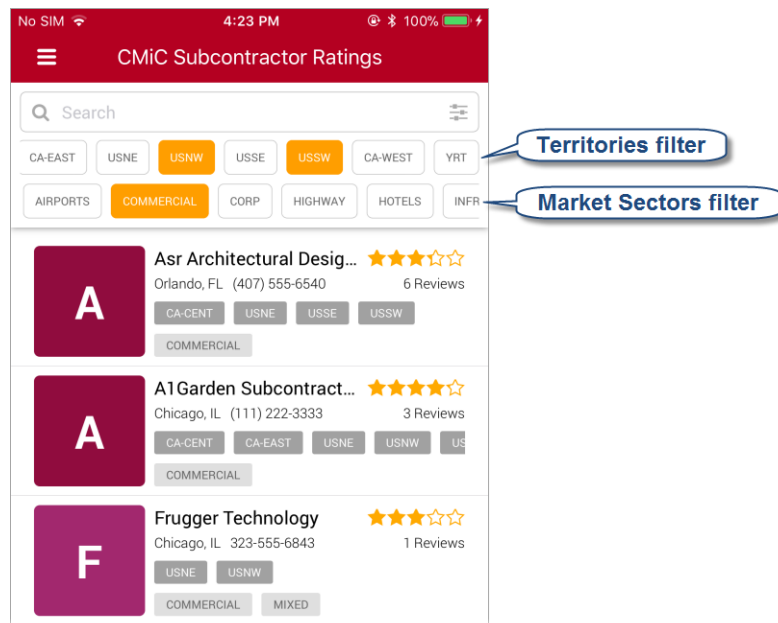 No SIM 4:23 PM 100%
CMiC Subcontractor Ratings
Search
CA-EAST USNE USNW USSE USSW CA-WEST YRT
Territories filter
AIRPORTS COMMERCIAL CORP HIGHWAY HOTELS INFR
Market Sectors filter
A
Asr Architectural Desig...
Orlando, FL (407) 555-6540 6 Reviews
CA-CENT USNE USSE USSW
COMMERCIAL
A
A1Garden Subcontract...
Chicago, IL (111) 222-3333 3 Reviews
CA-CENT CA-EAST USNE USNW US
COMMERCIAL
F
Frugger Technology
Chicago, IL 323-555-6843 1 Reviews
USNE USNW
COMMERCIAL MIXED